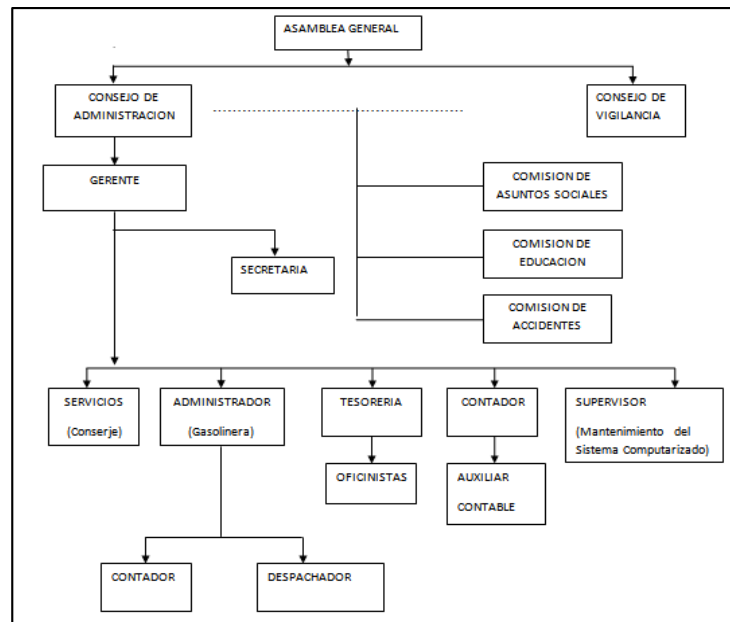 ASAMBLEA GENERAL
CONSEJO DE
ADMINISTRACION
CONSEJO DE
VIGILANCIA
GERENTE
COMISION DE
ASUNTOS SOCIALES
SECRETARIA
COMISION DE
EDUCACION
COMISION DE
ACCIDENTES
SERVICIOS
(Conserje)
ADMINISTRADOR
(Gasolinera)
TESORERIA
CONTADOR
SUPERVISOR
(Mantenimiento del
Sistema Computarizado)
OFICINISTAS
AUXILIAR
CONTABLE
CONTADOR
DESPACHADOR